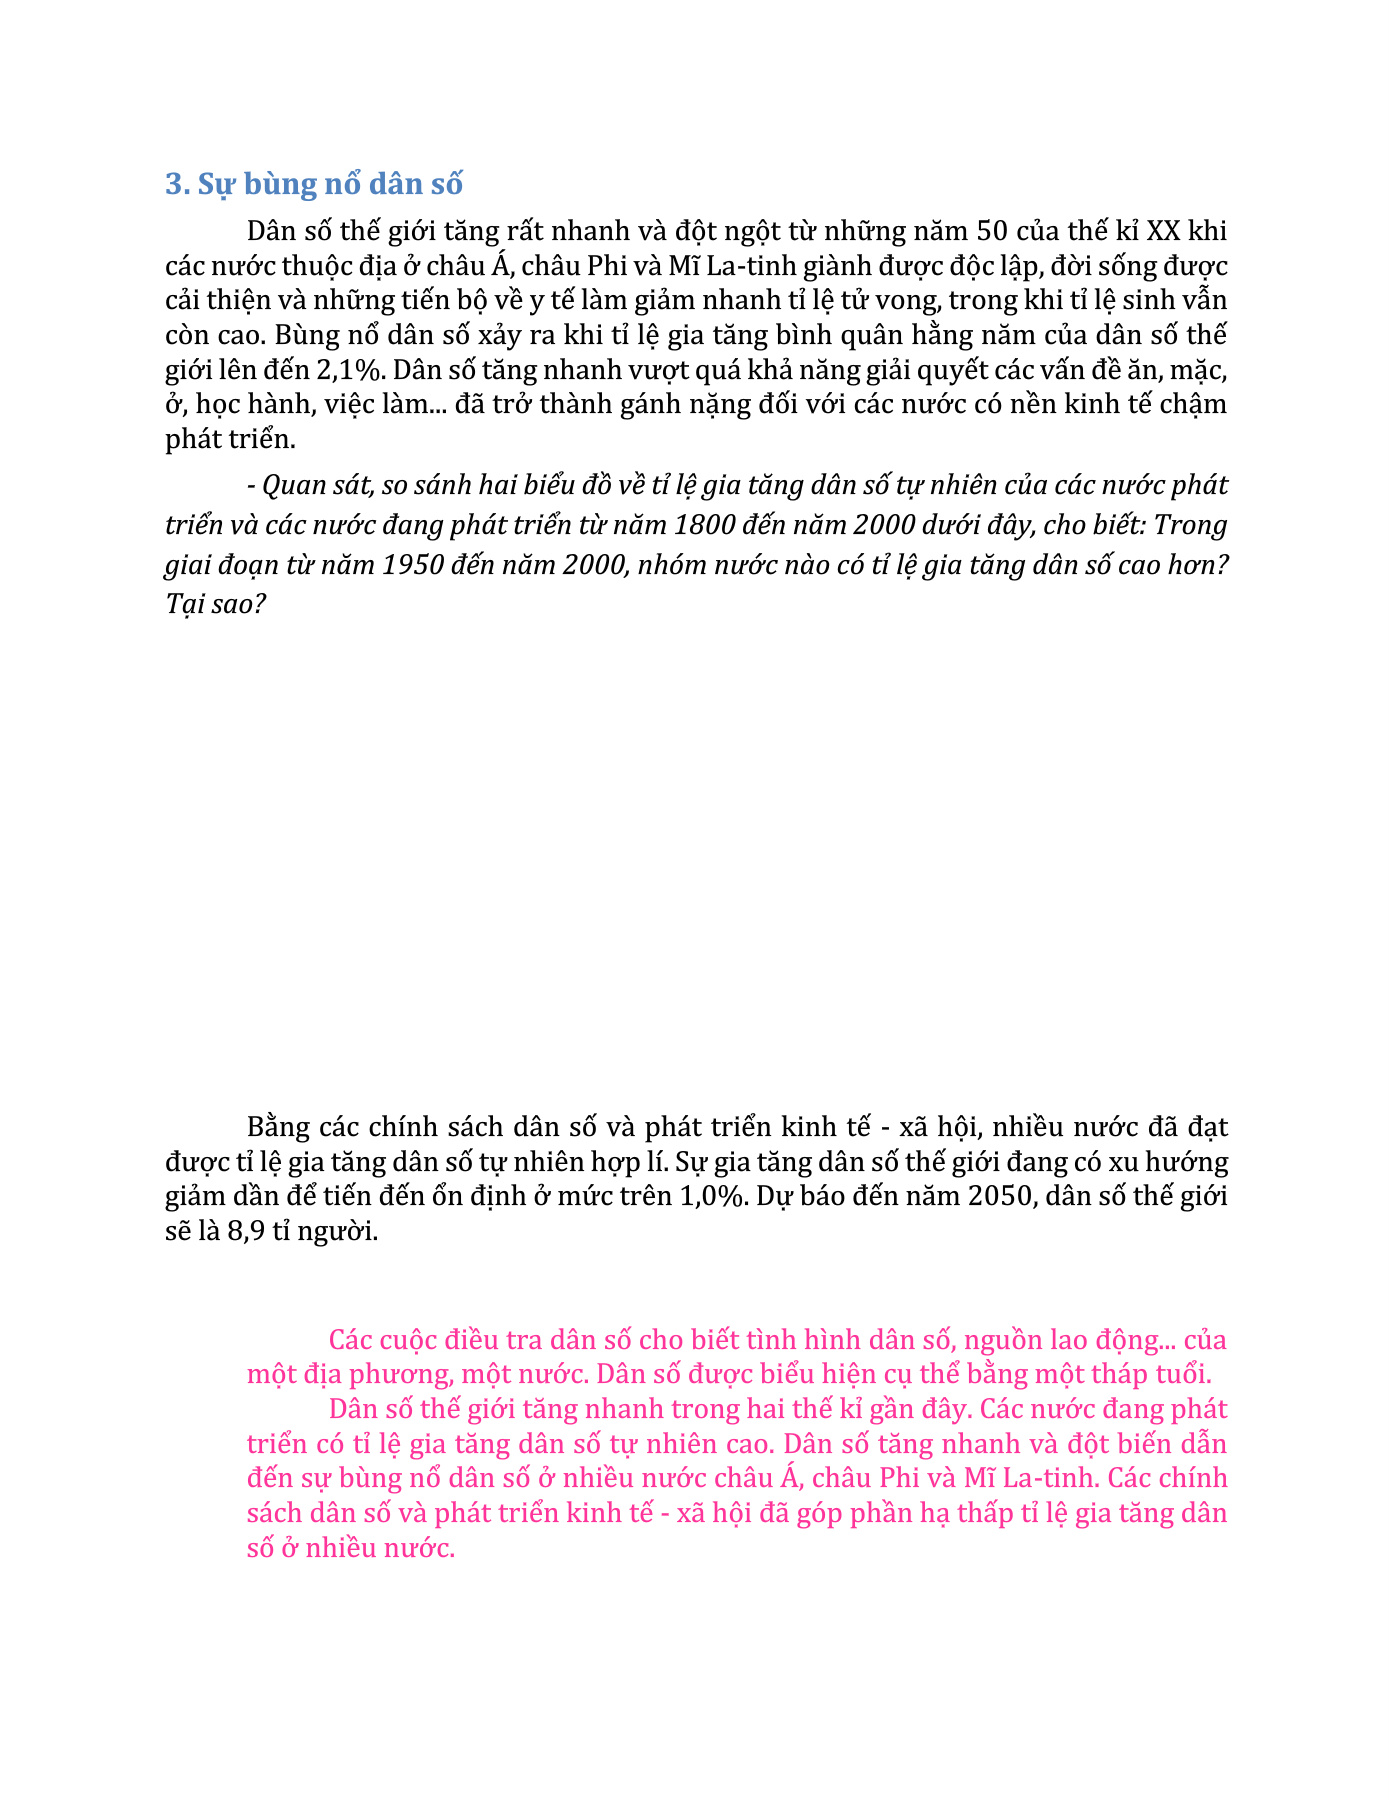 3. Sự bùng nổ dân số
Dân số thế giới tăng rất nhanh và đột ngột từ những năm 50 của thế kỉ XX khi
các nước thuộc địa ở châu Á, châu Phi và Mĩ La-tinh giành được độc lập, đời sống được
cải thiện và những tiến bộ về y tế làm giảm nhanh tỉ lệ tử vong, trong khi tỉ lệ sinh vẫn
còn cao. Bùng nổ dân số xảy ra khi tỉ lệ gia tăng bình quân hằng năm của dân số thế
giới lên đến 2,1%. Dân số tăng nhanh vượt quá khả năng giải quyết các vấn đề ăn, mặc,
ở, học hành, việc làm... đã trở thành gánh nặng đối với các nước có nền kinh tế chậm
phát triển.
- Quan sát, so sánh hai biểu đồ về tỉ lệ gia tăng dân số tự nhiên của các nước phát
triển và các nước đang phát triển từ năm 1800 đến năm 2000 dưới đây, cho biết: Trong
giai đoạn từ năm 1950 đến năm 2000, nhóm nước nào có tỉ lệ gia tăng dân số cao hơn?
Tại sao?
Bằng các chính sách dân số và phát triển kinh tế - xã hội, nhiều nước đã đạt
được tỉ lệ gia tăng dân số tự nhiên hợp lí. Sự gia tăng dân số thế giới đang có xu hướng
giảm dần để tiến đến ổn định ở mức trên 1,0%. Dự báo đến năm 2050, dân số thế giới
sẽ là 8,9 tỉ người.
Các cuộc điều tra dân số cho biết tình hình dân số, nguồn lao động... của
một địa phương, một nước. Dân số được biểu hiện cụ thể bằng một tháp tuổi.
Dân số thế giới tăng nhanh trong hai thế kỉ gần đây. Các nước đang phát
triển có tỉ lệ gia tăng dân số tự nhiên cao. Dân số tăng nhanh và đột biến dẫn
đến sự bùng nổ dân số ở nhiều nước châu Á, châu Phi và Mĩ La-tinh. Các chính
sách dân số và phát triển kinh tế - xã hội đã góp phần hạ thấp tỉ lệ gia tăng dân
số ở nhiều nước.